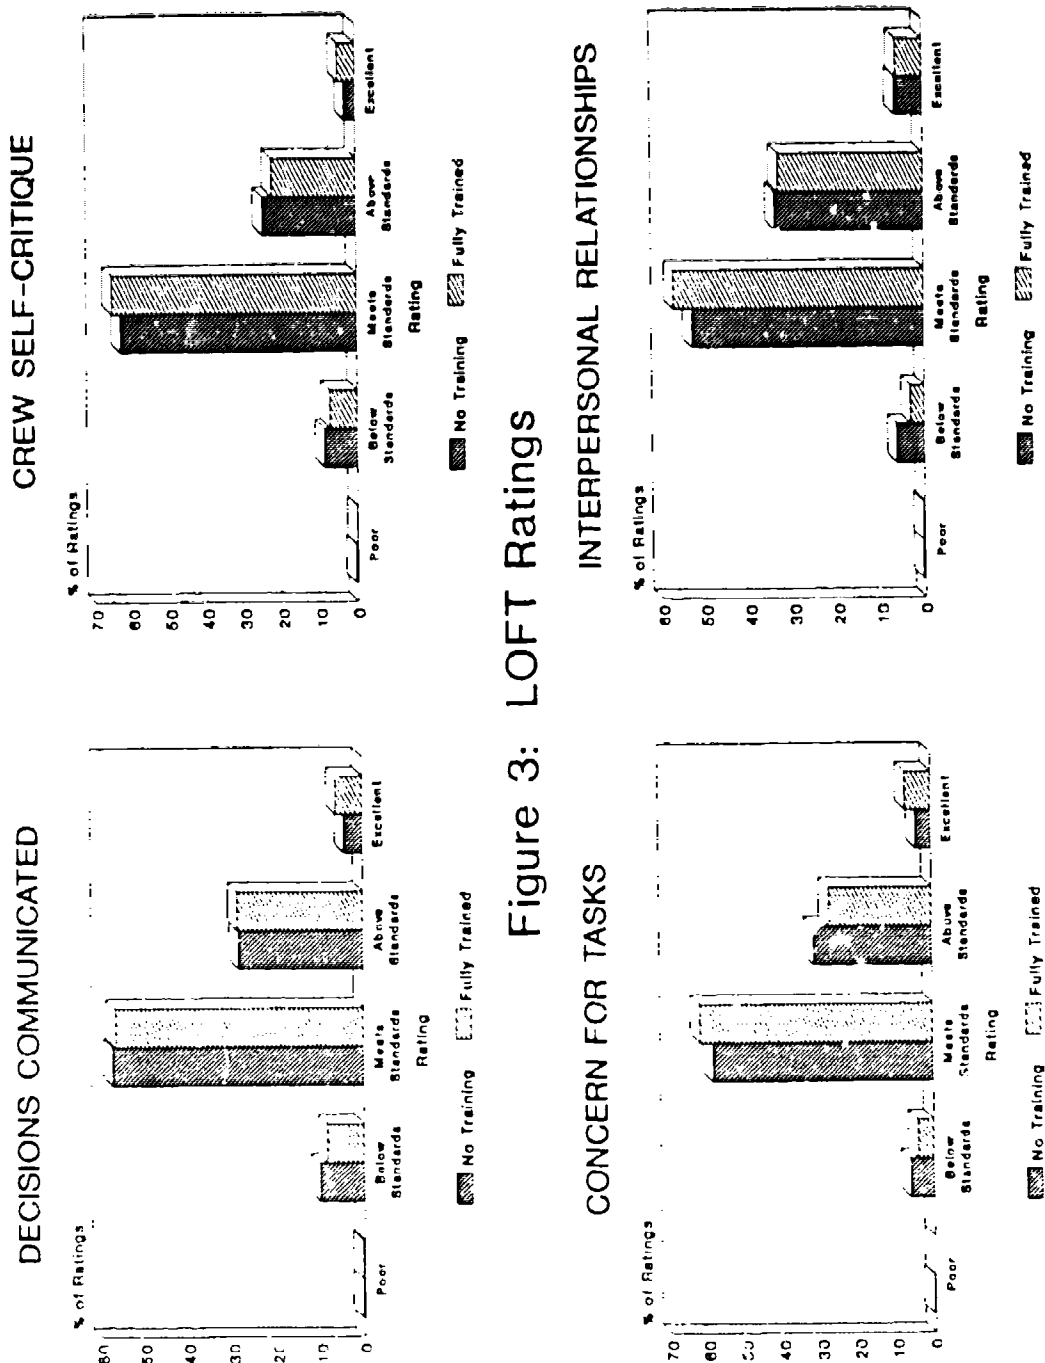 DECISIONS COMMUNICATED
% of Ratings
60
50
40
30
20
10
0
Poor
Below Standards
Meets Standards
Above Standards
Excellent
Rating
No Training
Fully Trained
CREW SELF-CRITIQUE
% of Ratings
70
60
50
40
30
20
10
0
Poor
Below Standards
Meets Standards
Above Standards
Excellent
Rating
No Training
Fully Trained
Figure 3: LOFT Ratings
CONCERN FOR TASKS
% of Ratings
70
60
50
40
30
20
10
0
Poor
Below Standards
Meets Standards
Above Standards
Excellent
Rating
No Training
Fully Trained
INTERPERSONAL RELATIONSHIPS
% of Ratings
60
50
40
30
20
10
0
Poor
Below Standards
Meets Standards
Above Standards
Excellent
Rating
No Training
Fully Trained